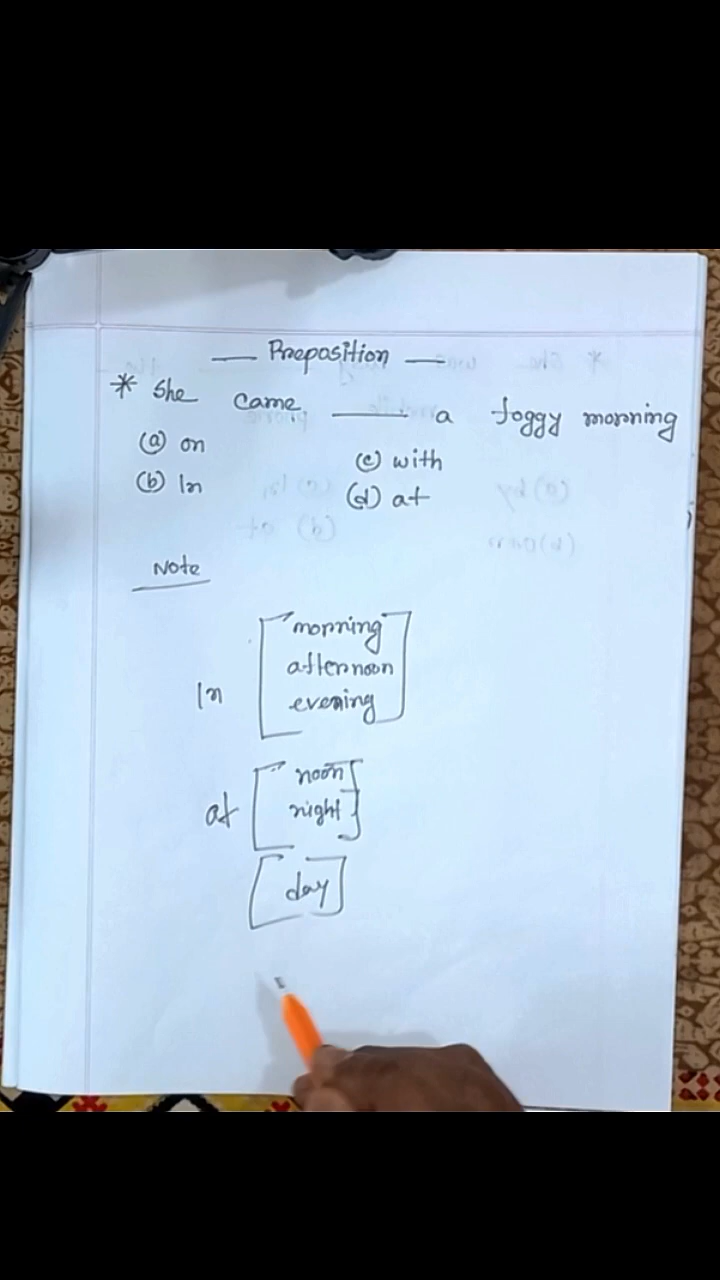 — Preposition —
* She came ——— a foggy morning
(a) on (c) with
(b) In (d) at
Note
In [morning
afternoon
evening]
at [noon
night]
[day]